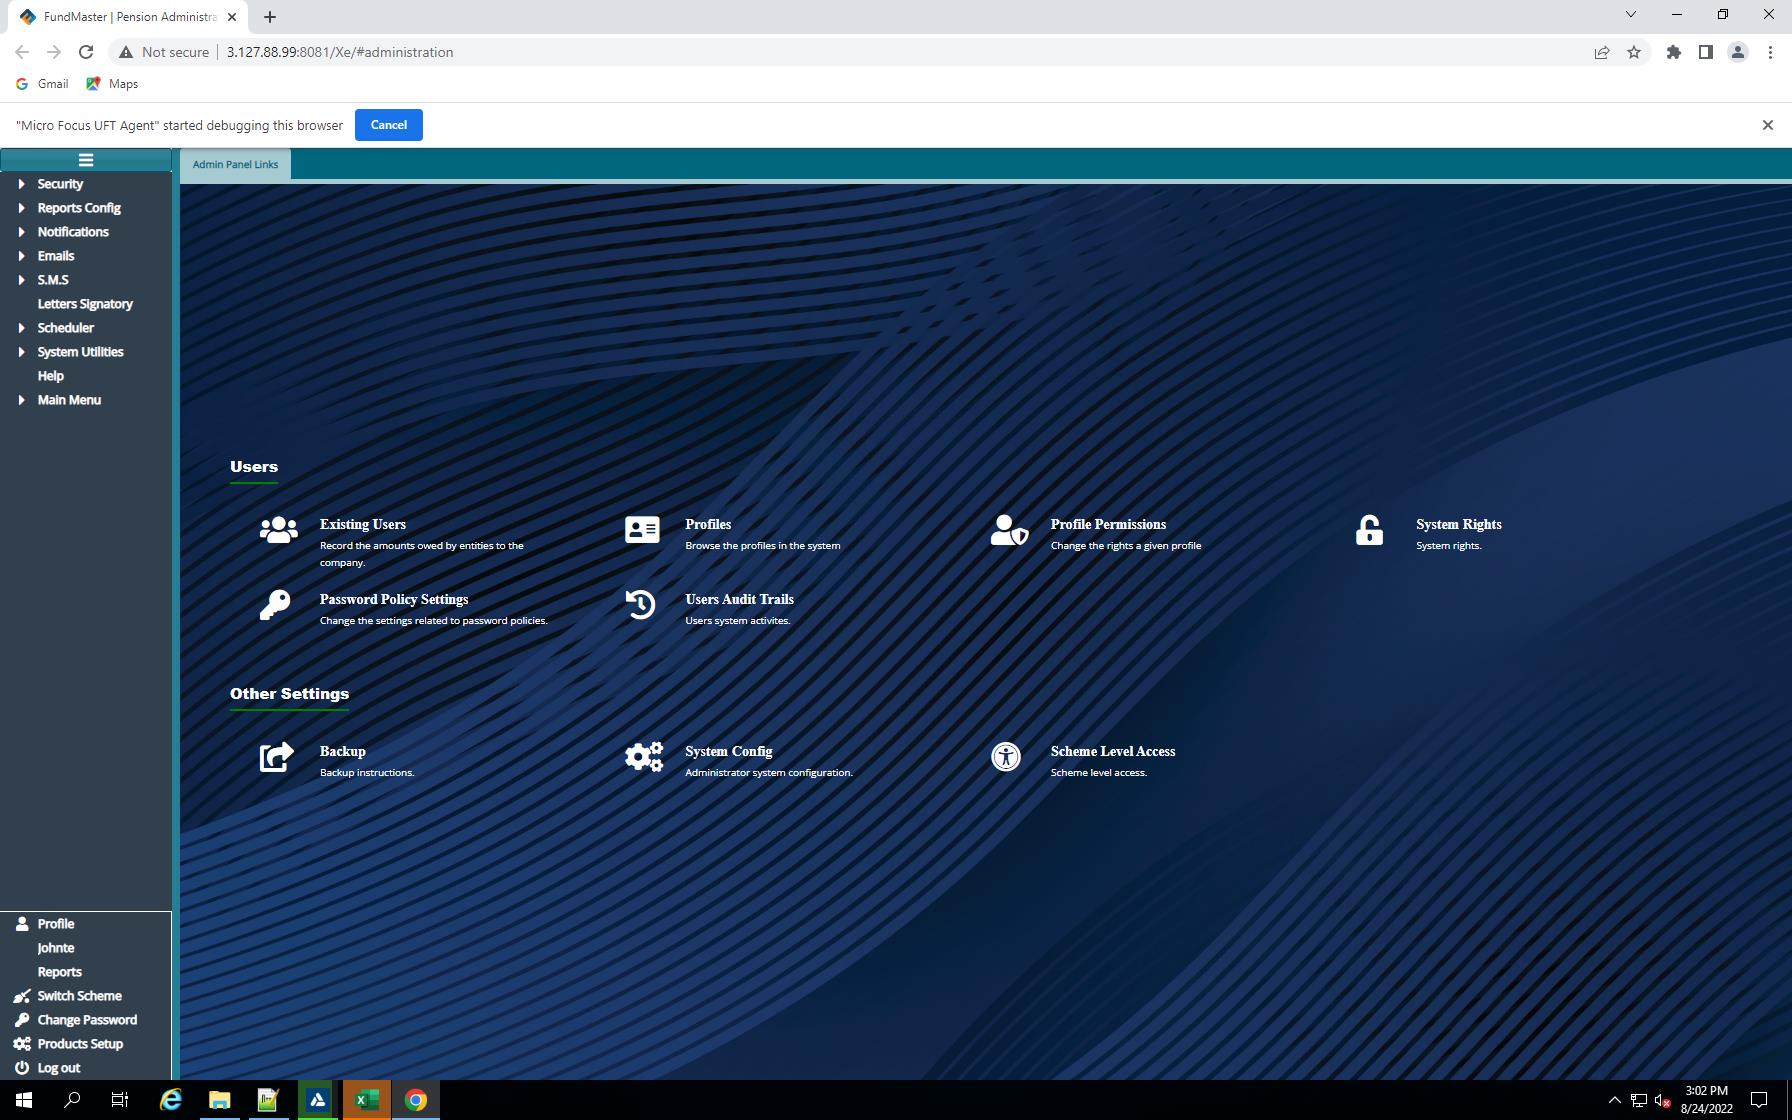 FundMaster | Pension Administra
Not secure
3.127.88.99:8081/Xe/#administration
Gmail
Maps
"Micro Focus UFT Agent" started debugging this browser
Cancel
Admin Panel Links
Security
Reports Config
Notifications
Emails
S.M.S
Letters Signatory
Scheduler
System Utilities
Help
Main Menu
Users
Existing Users
Record the amounts owed by entities to the
company.
Profiles
Browse the profiles in the system
Profile Permissions
Change the rights a given profile
System Rights
System rights.
Password Policy Settings
Change the settings related to password policies.
Users Audit Trails
Users system activites.
Other Settings
Backup
Backup instructions.
System Config
Administrator system configuration.
Scheme Level Access
Scheme level access.
Profile
Johnte
Reports
Switch Scheme
Change Password
Products Setup
Log out
3:02 PM
8/24/2022